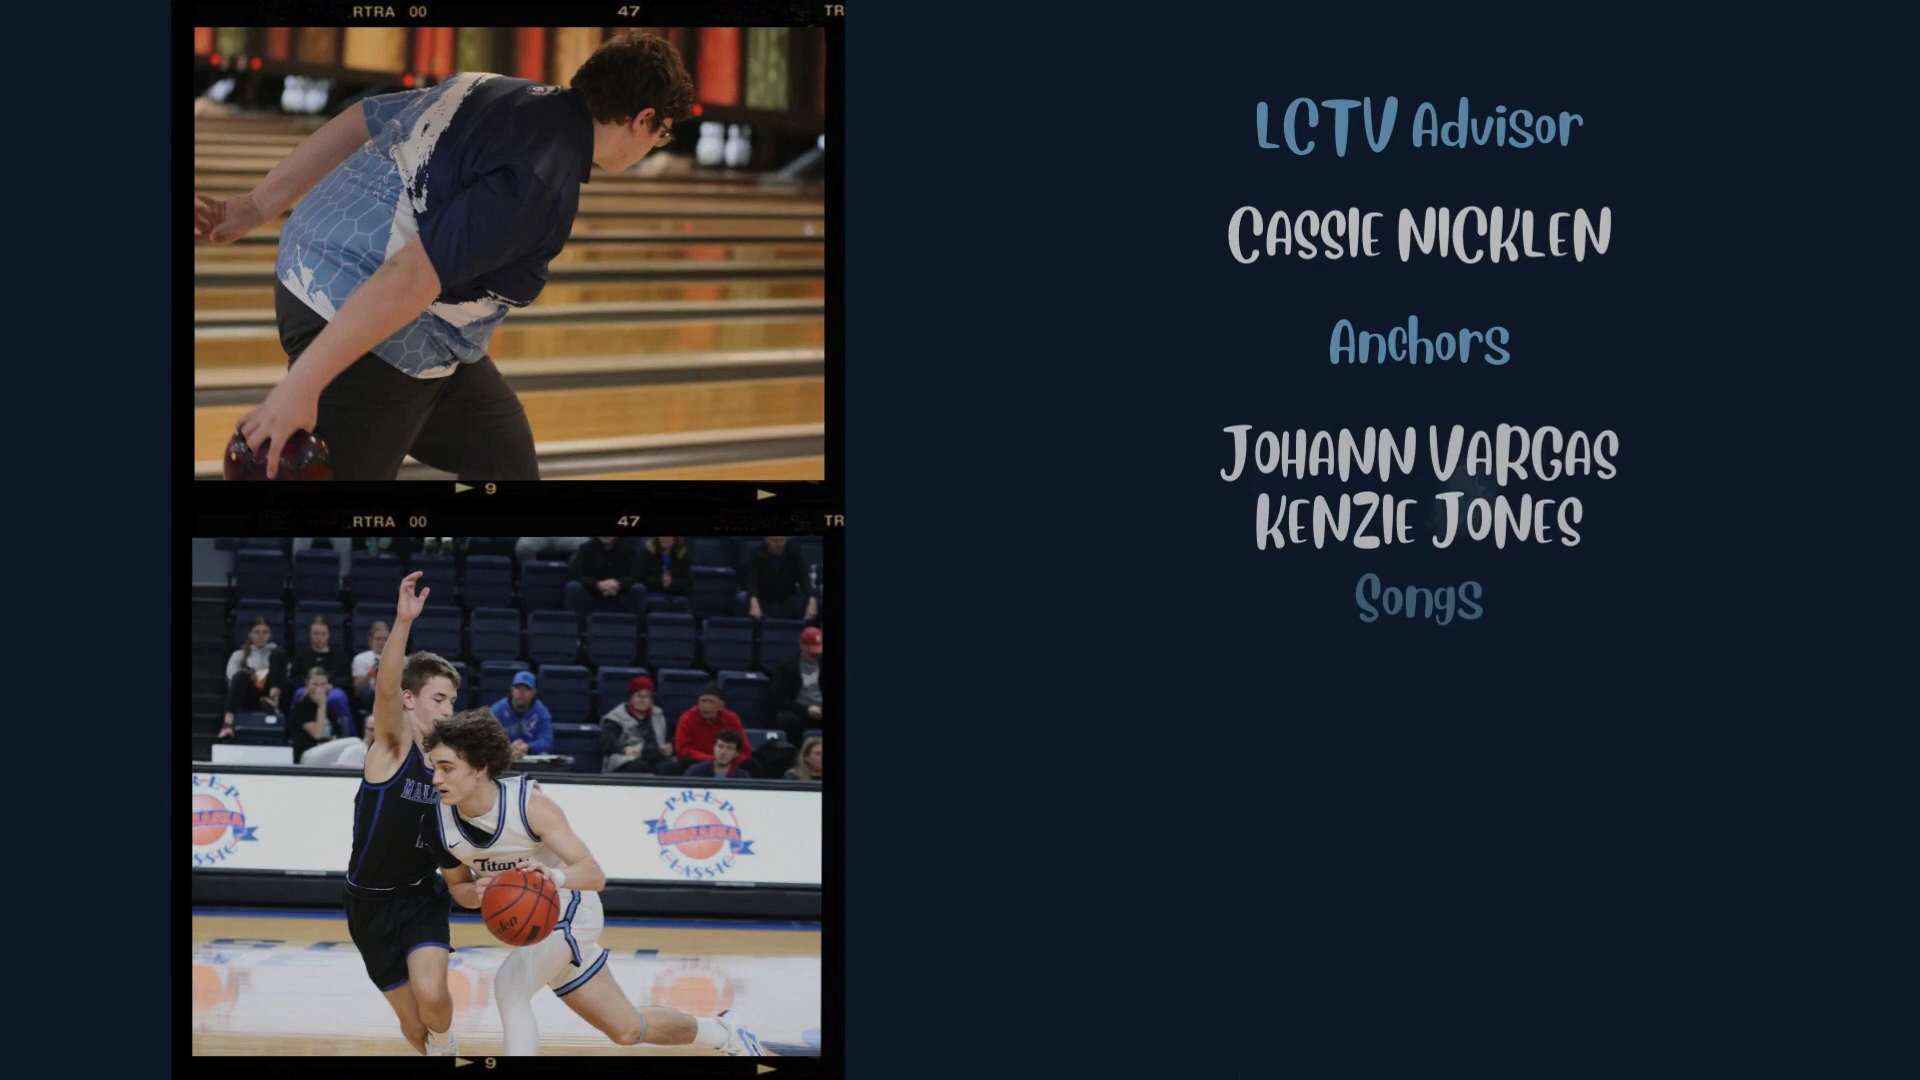 RTRA 00 47 TR
LCTV Advisor
CASSIE NICKLEN
Anchors
JOHANN VARGAS
KENZIE JONES
Songs
9
RTRA 00 47 TR
PREP
CLASSIC
Titans
9